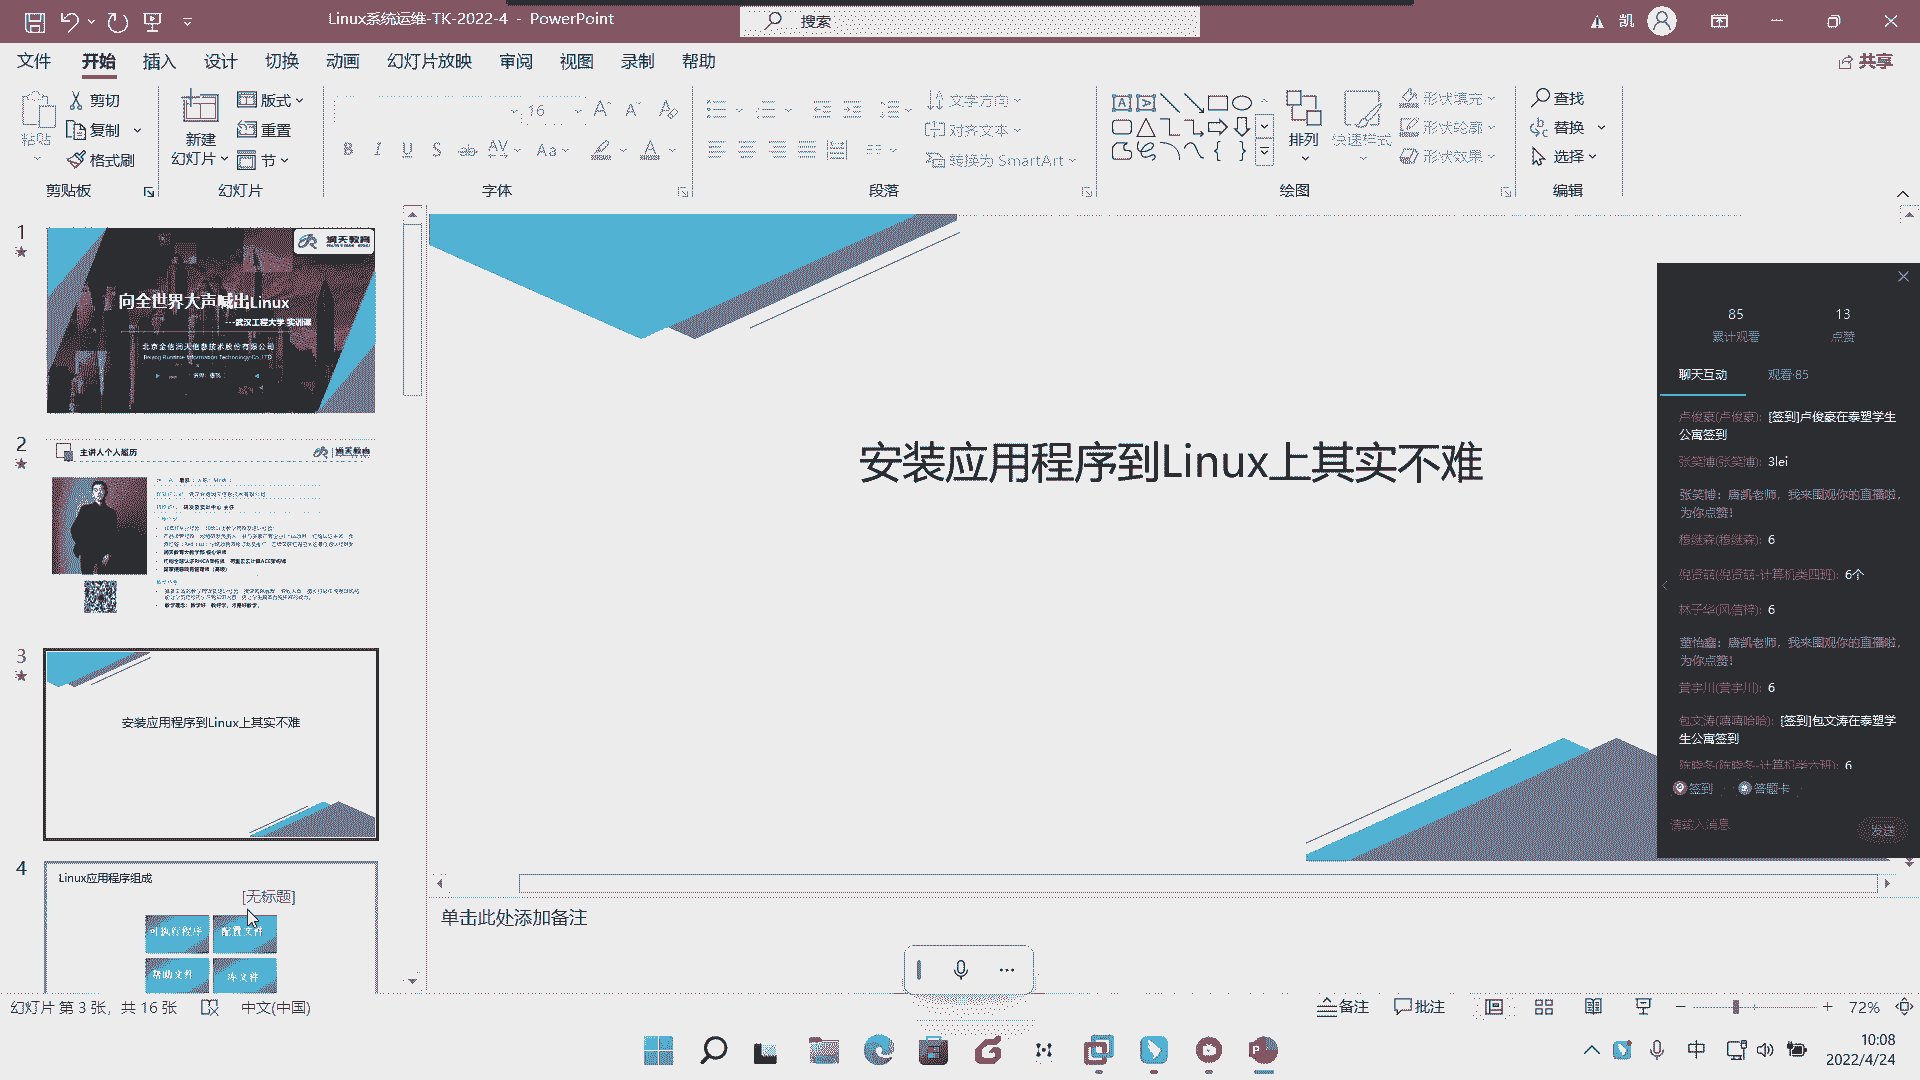 Linux系统运维-TK-2022-4 - PowerPoint
搜索
凯
文件 开始 插入 设计 切换 动画 幻灯片放映 审阅 视图 录制 帮助
共享
粘贴
剪切
复制
格式刷
剪贴板
新建
幻灯片
版式
重置
节
幻灯片
16
B I U S ab AV Aa A
字体
文字方向
对齐文本
转换为 SmartArt
段落
排列
快速样式
形状填充
形状轮廓
形状效果
绘图
查找
替换
选择
编辑
1
润天教育
向全世界大声喊出Linux
---武汉工程大学 实训课
北京金信润天信息技术股份有限公司
2
主讲人个人履历
润天教育
3
安装应用程序到Linux上其实不难
4
Linux应用程序组成
[无标题]
可执行程序
配置文件
帮助文件
库文件
安装应用程序到Linux上其实不难
85
13
累计观看
点赞
聊天互动
观看·85
卢俊豪(卢俊豪): [签到]卢俊豪在泰塑学生
公寓签到
张笑博(张笑博): 3lei
张笑博: 唐凯老师，我来围观你的直播啦，
为你点赞！
穆继森(穆继森): 6
倪贤喆(倪贤喆-计算机类四班): 6个
林子华(风信梓): 6
董怡鑫: 唐凯老师，我来围观你的直播啦，
为你点赞！
6
包文涛(嘻嘻哈哈): [签到]包文涛在泰塑学
生公寓签到
陈晓冬(陈晓冬-计算机类六班): 6
签到
答题卡
请输入消息
发送
单击此处添加备注
幻灯片 第 3 张，共 16 张
中文(中国)
备注
批注
72%
中
10:08
2022/4/24